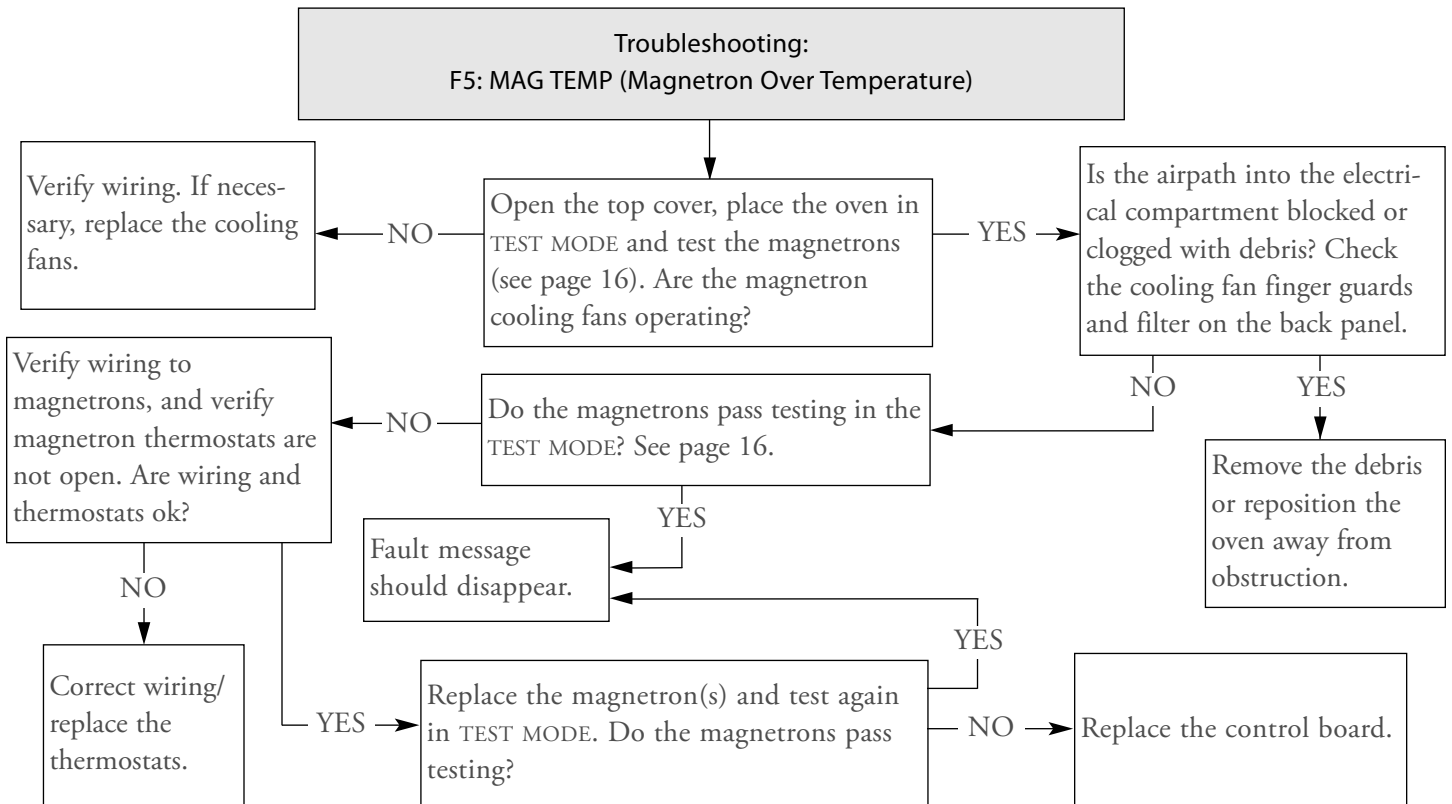 Troubleshooting:
F5: MAG TEMP (Magnetron Over Temperature)
Verify wiring. If neces-
sary, replace the cooling
fans.
NO
Open the top cover, place the oven in
TEST MODE and test the magnetrons
(see page 16). Are the magnetron
cooling fans operating?
YES
Is the airpath into the electri-
cal compartment blocked or
clogged with debris? Check
the cooling fan finger guards
and filter on the back panel.
NO
YES
Verify wiring to
magnetrons, and verify
magnetron thermostats are
not open. Are wiring and
thermostats ok?
NO
Do the magnetrons pass testing in the
TEST MODE? See page 16.
YES
Remove the debris
or reposition the
oven away from
obstruction.
Fault message
should disappear.
NO
YES
Correct wiring/
replace the
thermostats.
YES
Replace the magnetron(s) and test again
in TEST MODE. Do the magnetrons pass
testing?
NO
Replace the control board.